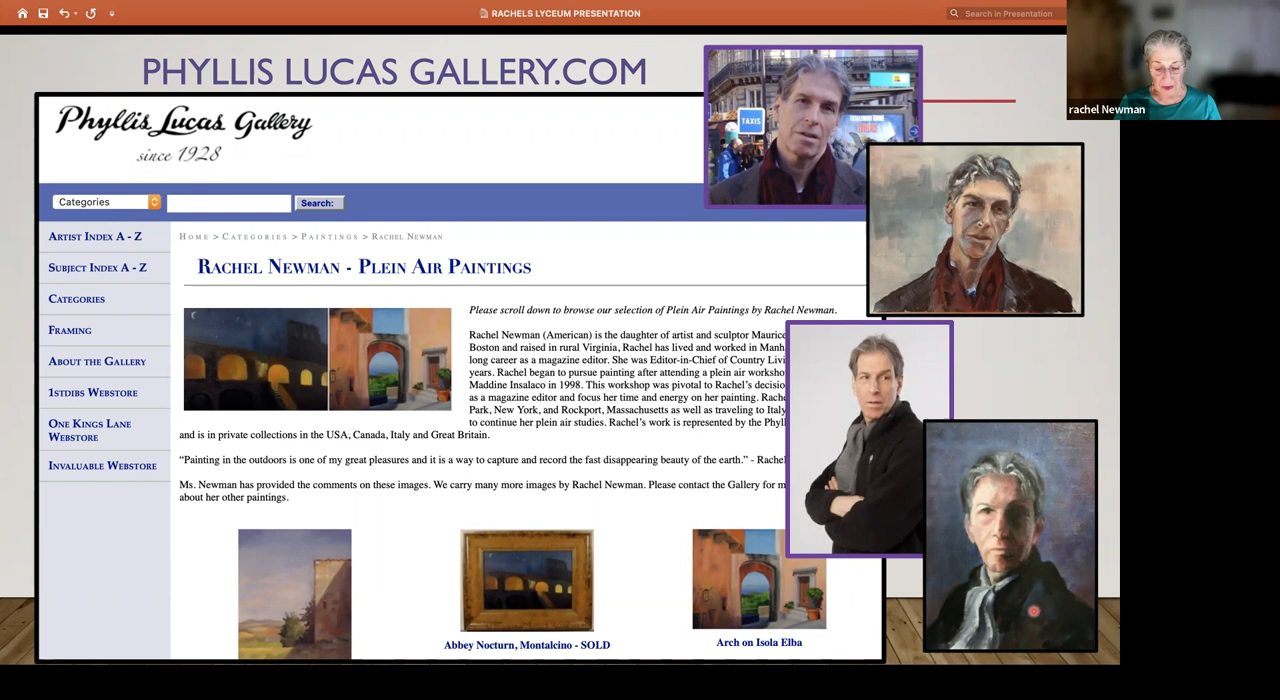 RACHELS LYCEUM PRESENTATION
Search in Presentation
rachel Newman
PHYLLIS LUCAS GALLERY.COM
Phyllis Lucas Gallery
since 1928
TAXIS
Categories
Search:
Artist Index A - Z
Subject Index A - Z
Categories
Framing
About the Gallery
1stdibs Webstore
One Kings Lane
Webstore
Invaluable Webstore
Home > Categories > Paintings > Rachel Newman
Rachel Newman - Plein Air Paintings
Please scroll down to browse our selection of Plein Air Paintings by Rachel Newman.
Rachel Newman (American) is the daughter of artist and sculptor Maurice
Boston and raised in rural Virginia, Rachel has lived and worked in Manh
long career as a magazine editor. She was Editor-in-Chief of Country Livi
years. Rachel began to pursue painting after attending a plein air worksho
Maddine Insalaco in 1998. This workshop was pivotal to Rachel's decisio
as a magazine editor and focus her time and energy on her painting. Rache
Park, New York, and Rockport, Massachusetts as well as traveling to Italy
to continue her plein air studies. Rachel's work is represented by the Phyll
and is in private collections in the USA, Canada, Italy and Great Britain.
“Painting in the outdoors is one of my great pleasures and it is a way to capture and record the fast disappearing beauty of the earth.” - Rachel
Ms. Newman has provided the comments on these images. We carry many more images by Rachel Newman. Please contact the Gallery for m
about her other paintings.
Abbey Nocturn, Montalcino - SOLD
Arch on Isola Elba